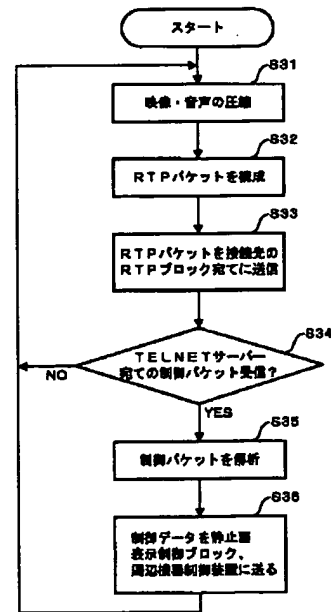 スタート
S31
映像・音声の圧縮
S32
RTPパケットを構成
S33
RTPパケットを接続先の
RTPブロック宛てに送信
S34
TELNETサーバー
宛ての制御パケット受信?
NO
YES
S35
制御パケットを解析
S36
制御データを静止画
表示制御ブロック、
周辺機器制御装置に送る